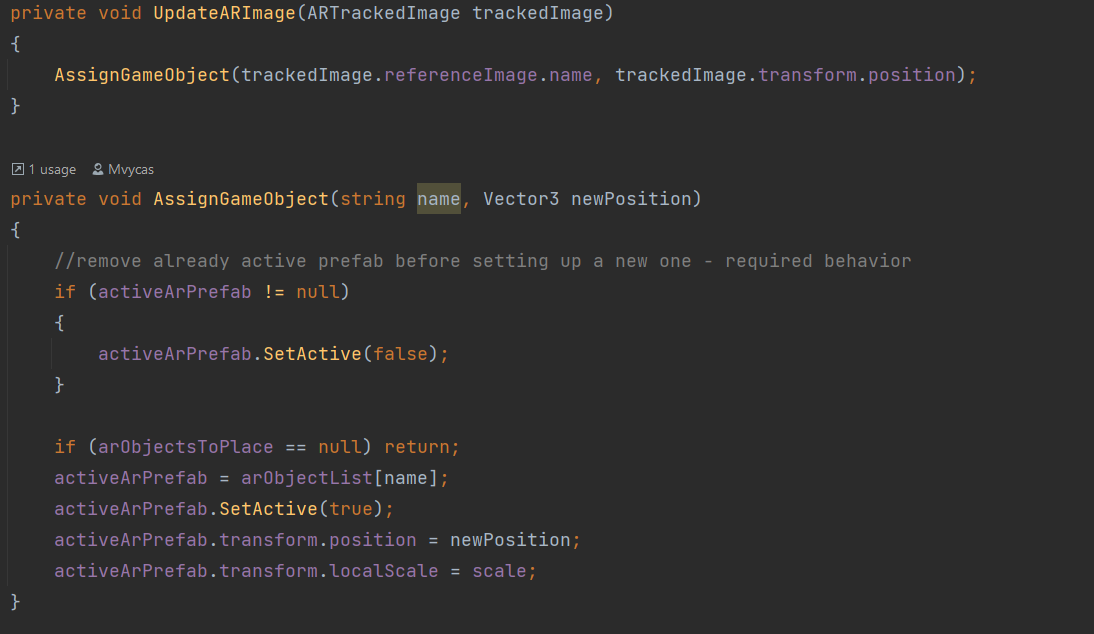 private void UpdateARImage(ARTrackedImage trackedImage)
{
    AssignGameObject(trackedImage.referenceImage.name, trackedImage.transform.position);
}
1 usage Mvycas
private void AssignGameObject(string name, Vector3 newPosition)
{
    //remove already active prefab before setting up a new one - required behavior
    if (activeArPrefab != null)
    {
        activeArPrefab.SetActive(false);
    }
    if (arObjectsToPlace == null) return;
    activeArPrefab = arObjectList[name];
    activeArPrefab.SetActive(true);
    activeArPrefab.transform.position = newPosition;
    activeArPrefab.transform.localScale = scale;
}